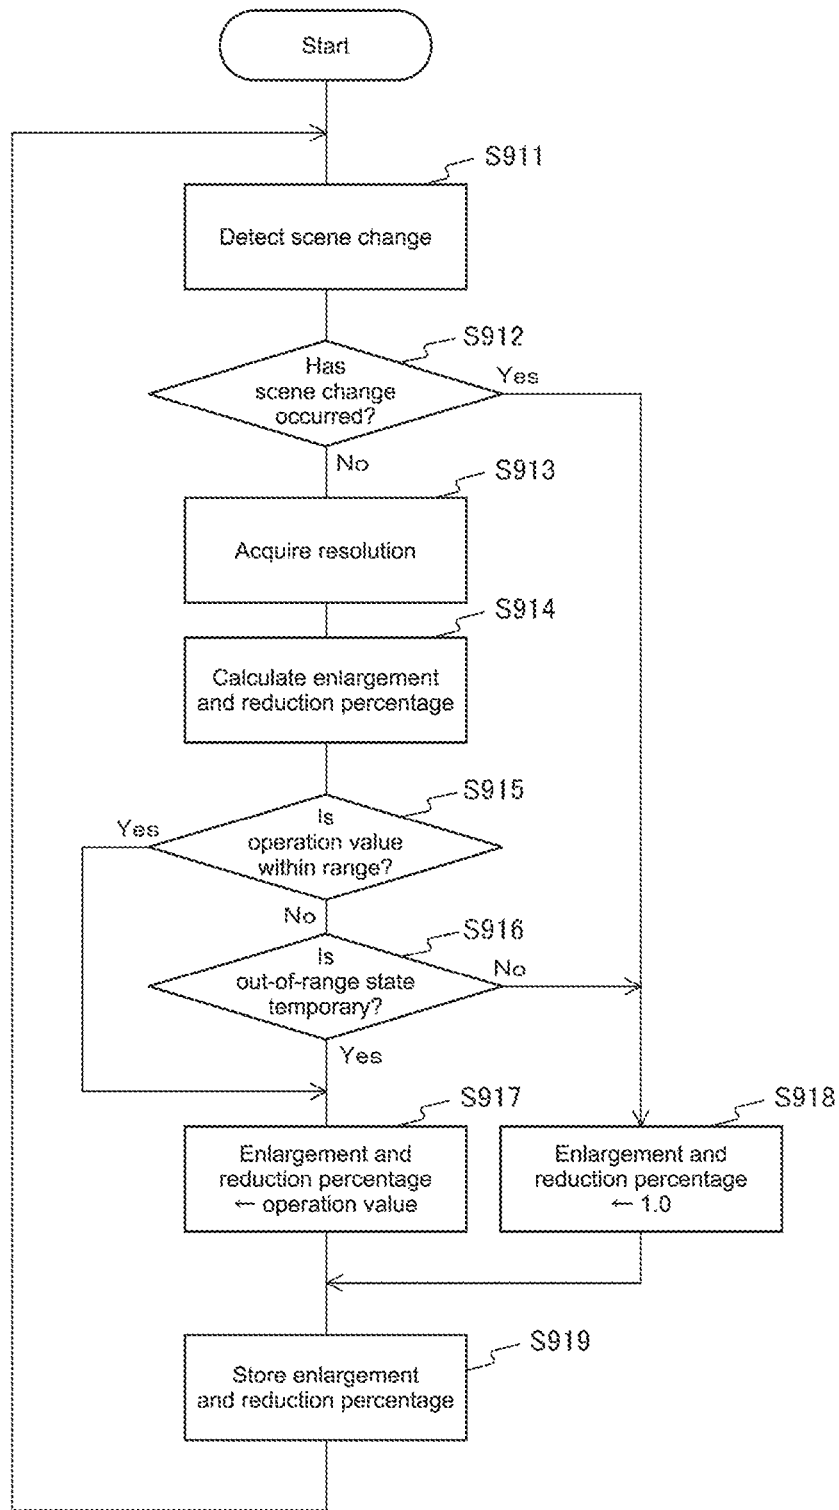 Start
S911
Detect scene change
S912
Has
scene change
occurred?
Yes
No
S913
Acquire resolution
S914
Calculate enlargement
and reduction percentage
S915
Is
operation value
within range?
Yes
No
S916
Is
out-of-range state
temporary?
No
Yes
S917
Enlargement and
reduction percentage
← operation value
S918
Enlargement and
reduction percentage
← 1.0
S919
Store enlargement
and reduction percentage